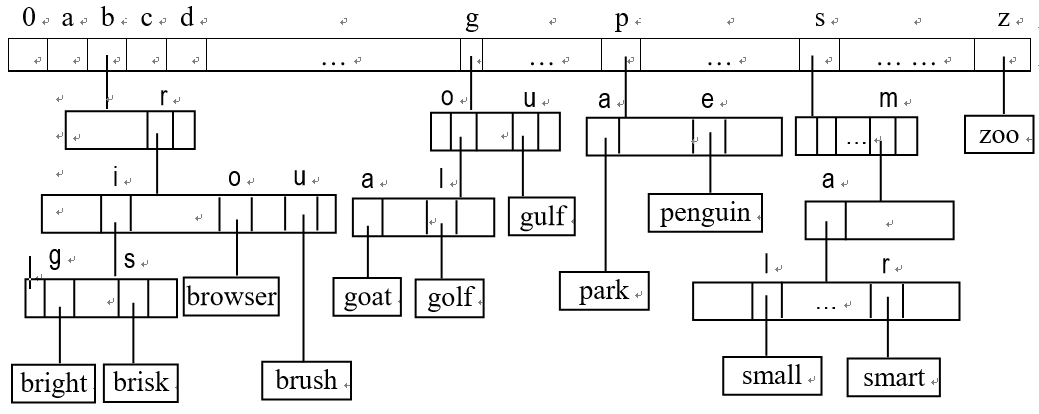 0 a b c d g p s z
... ... ... ... ...
r o u a e m
... zoo
i o u a l a
gulf penguin
g s l r
browser goat golf park ...
bright brisk brush small smart